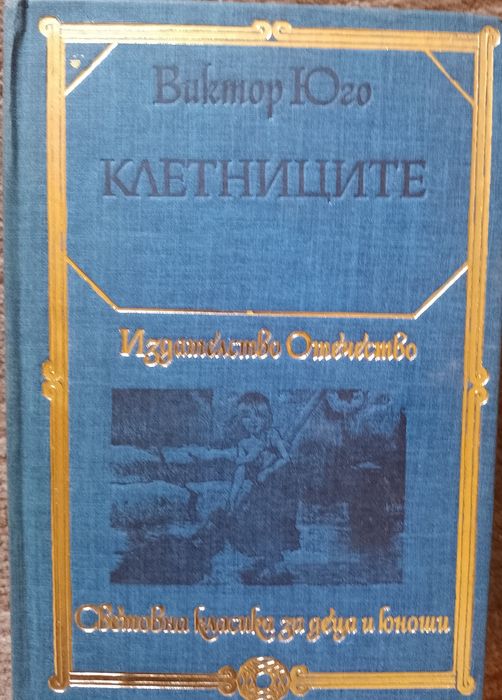 Виктор Юго
КЛЕТНИЦИТЕ
Издателство Отечество
Световна класика за деца и юноши